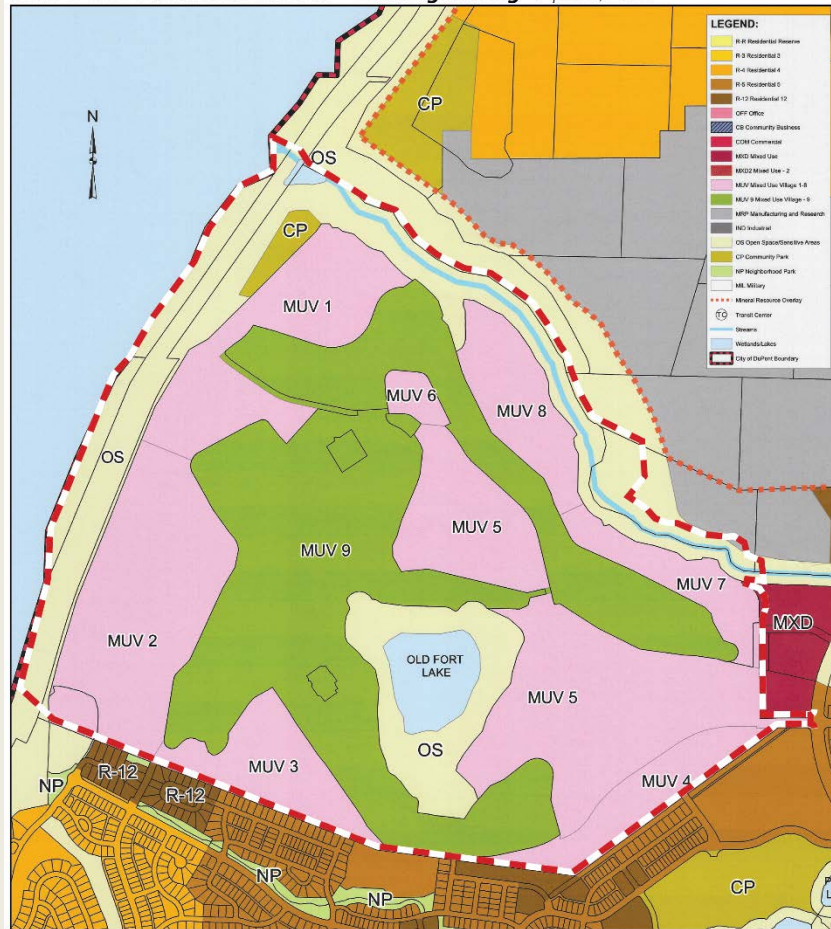 LEGEND:
R-R Residential Reserve
R-3 Residential 3
R-4 Residential 4
R-5 Residential 5
R-12 Residential 12
OFF Office
CB Community Business
COM Commercial
MXD Mixed Use
MXD2 Mixed Use - 2
MUV Mixed Use Village 1-8
MUV 9 Mixed Use Village - 9
MRP Manufacturing and Research
IND Industrial
OS Open Space/Sensitive Areas
CP Community Park
NP Neighborhood Park
MIL Military
Mineral Resource Overlay
TC Transit Center
Streams
Wetlands/Lakes
City of DuPont Boundary
CP
N
OS
CP
MUV 1
MUV 6
MUV 8
OS
MUV 5
MUV 9
MUV 7
MXD
MUV 2
OLD FORT
LAKE
MUV 5
OS
MUV 3
MUV 4
NP
R-12
R-12
NP
NP
CP